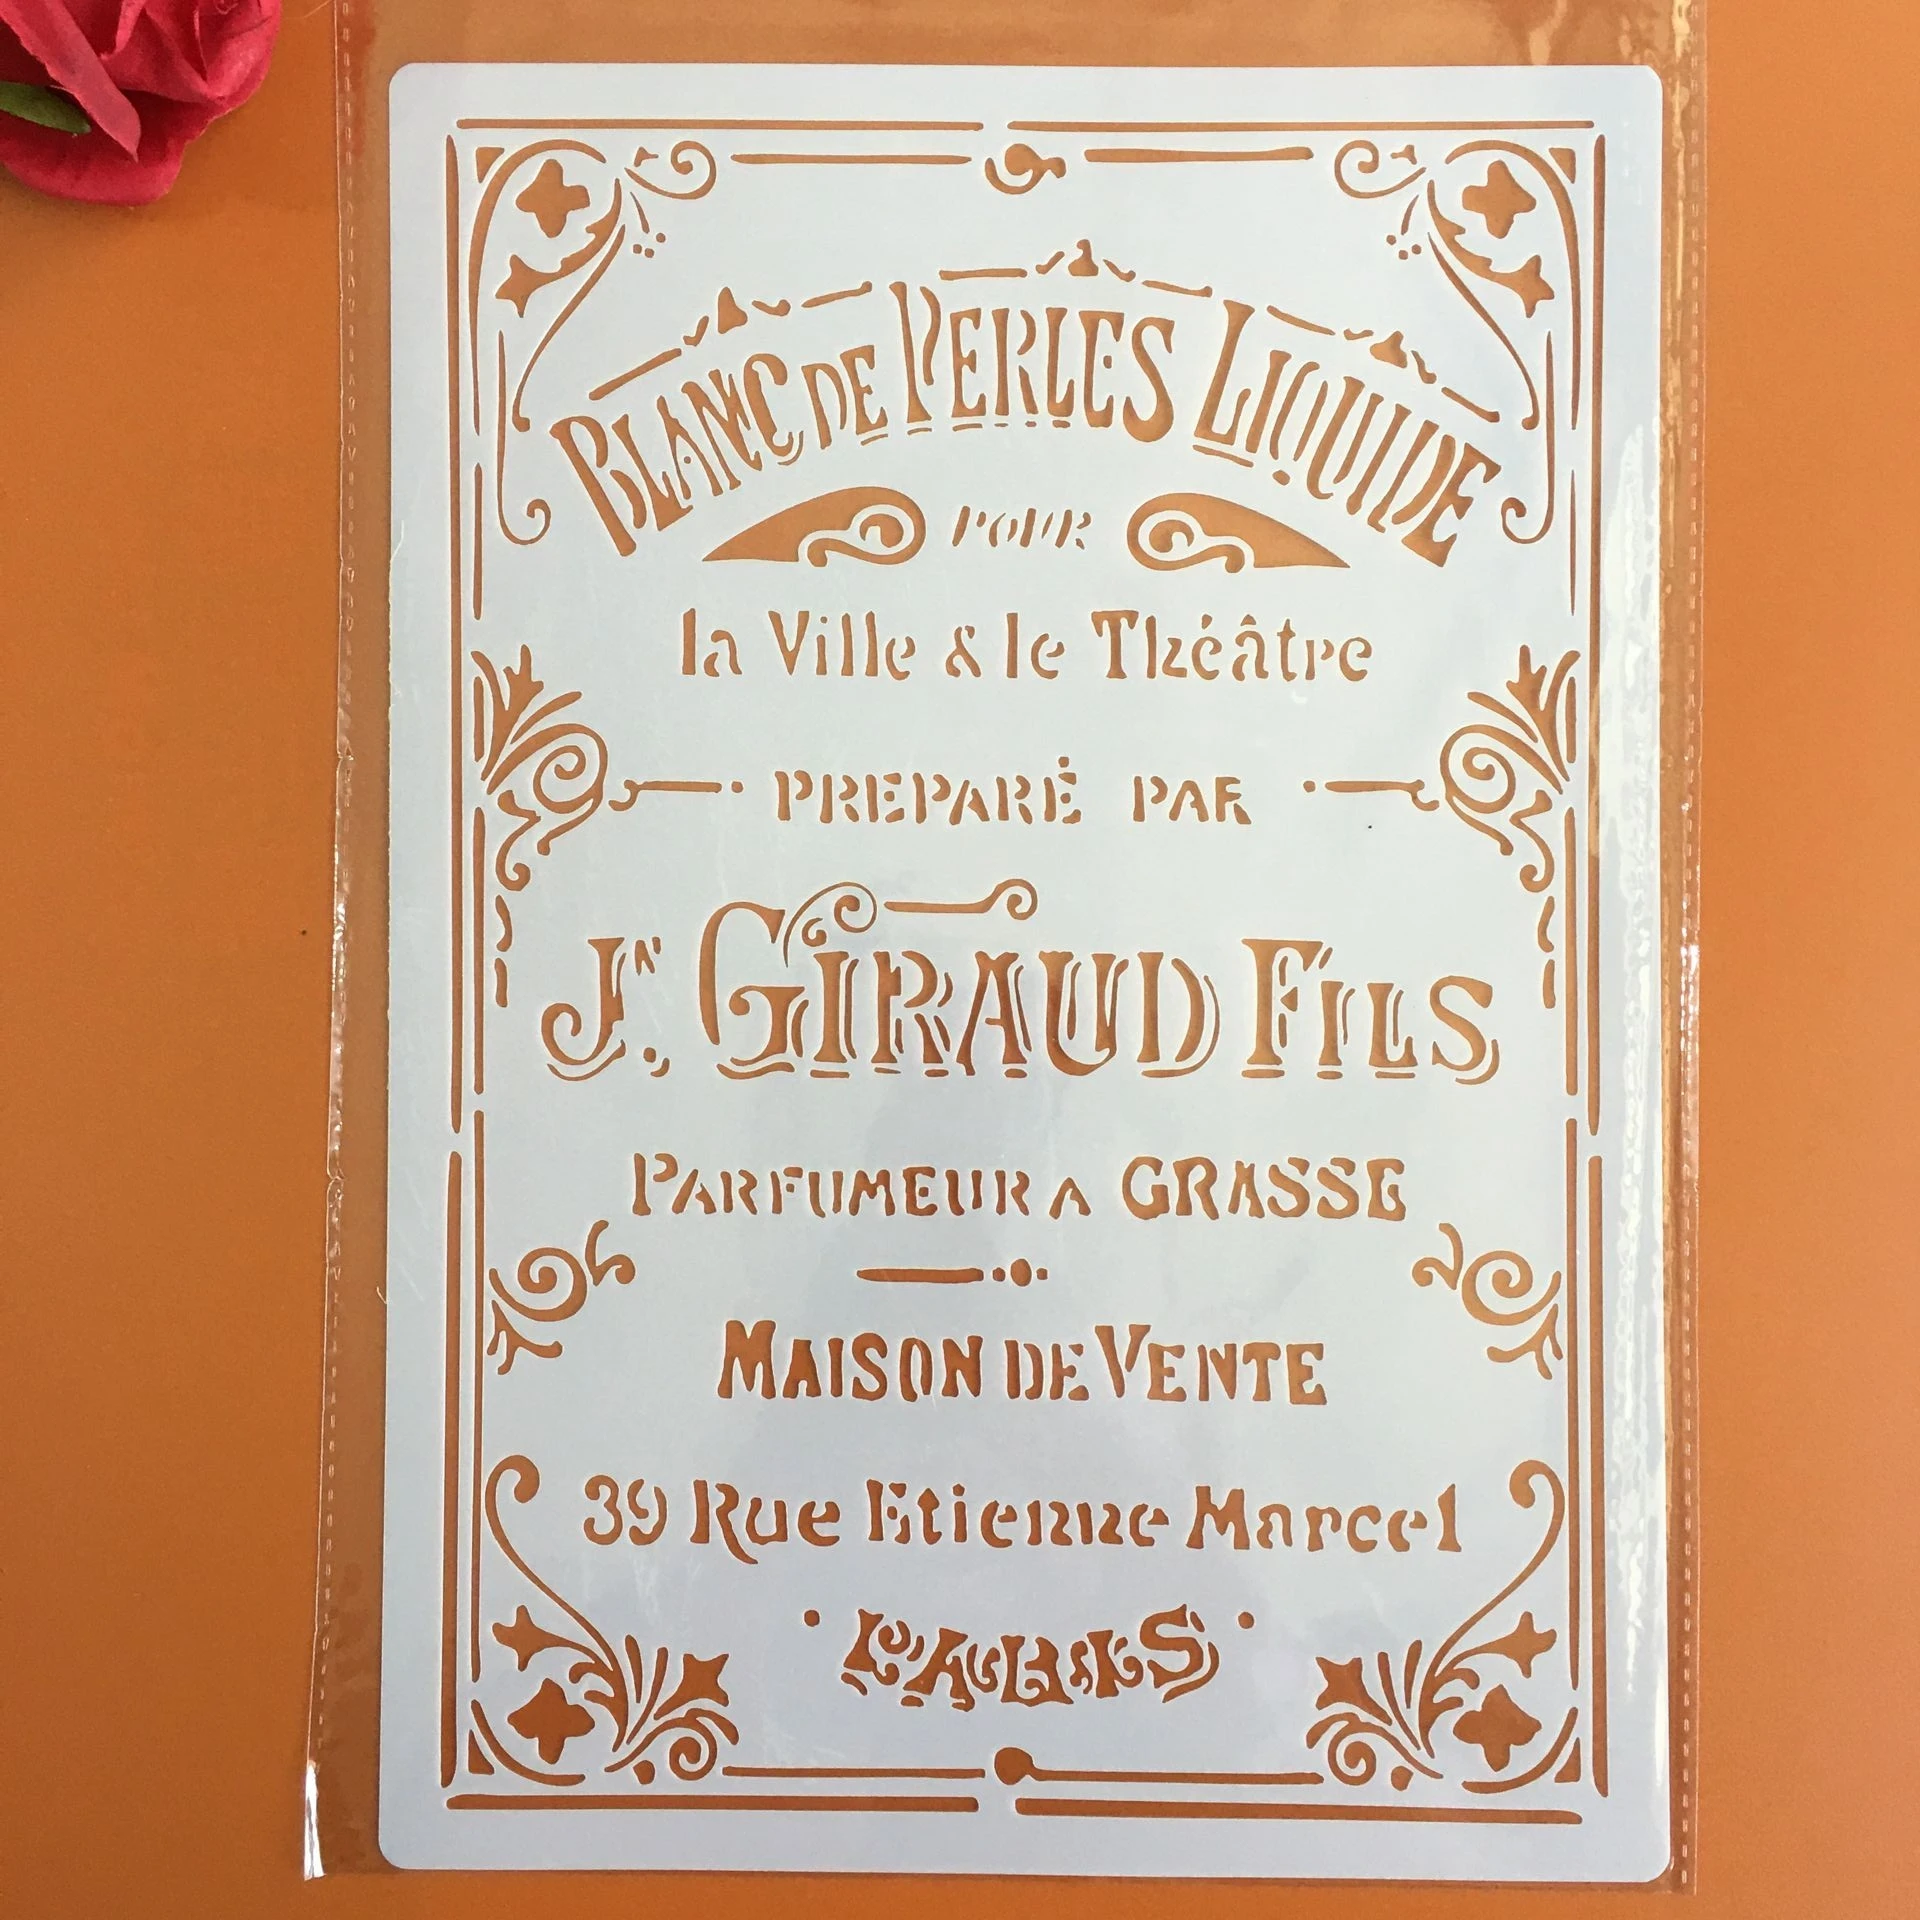 BLANC DE PERLES LIQUIDE
POUR
la Ville & le Théâtre
PREPARÉ PAR
Jn. GIRAUD FILS
PARFUMEUR A GRASSE
MAISON DE VENTE
39 Rue Etienne Marcel